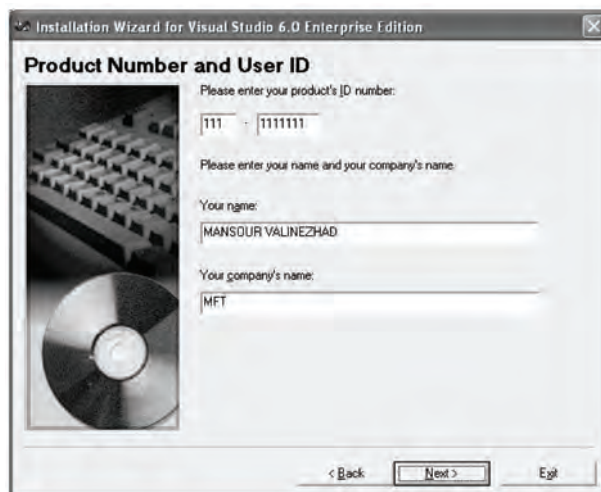 Installation Wizard for Visual Studio 6.0 Enterprise Edition
Product Number and User ID
Please enter your product's ID number:
111 - 1111111
Please enter your name and your company's name
Your name:
MANSOUR VALINEZHAD
Your company's name:
MFT
< Back Next > Exit